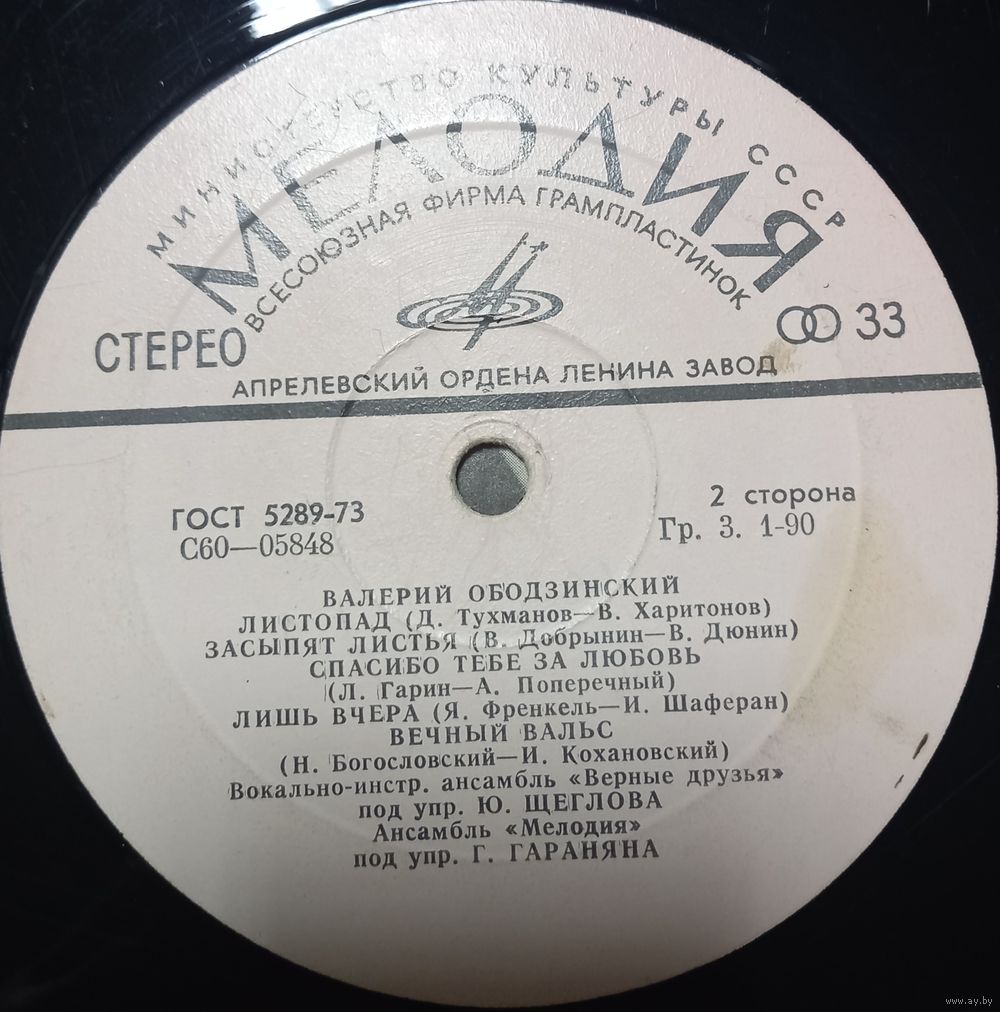 МИНИСТЕРСТВО КУЛЬТУРЫ СССР
МЕЛОДИЯ
ВСЕСОЮЗНАЯ ФИРМА ГРАМПЛАСТИНОК
СТЕРЕО
33
АПРЕЛЕВСКИЙ ОРДЕНА ЛЕНИНА ЗАВОД
ГОСТ 5289-73
2 сторона
С60—05848
Гр. 3. 1-90
ВАЛЕРИЙ ОБОДЗИНСКИЙ
ЛИСТОПАД (Д. Тухманов—В. Харитонов)
ЗАСЫПЯТ ЛИСТЬЯ (В. Добрынин—В. Дюнин)
СПАСИБО ТЕБЕ ЗА ЛЮБОВЬ
(Л. Гарин—А. Поперечный)
ЛИШЬ ВЧЕРА (Я. Френкель—И. Шаферан)
ВЕЧНЫЙ ВАЛЬС
(Н. Богословский—И. Кохановский)
Вокально-инстр. ансамбль «Верные друзья»
под упр. Ю. ЩЕГЛОВА
Ансамбль «Мелодия»
под упр. Г. ГАРАНЯНА
www.ay.by